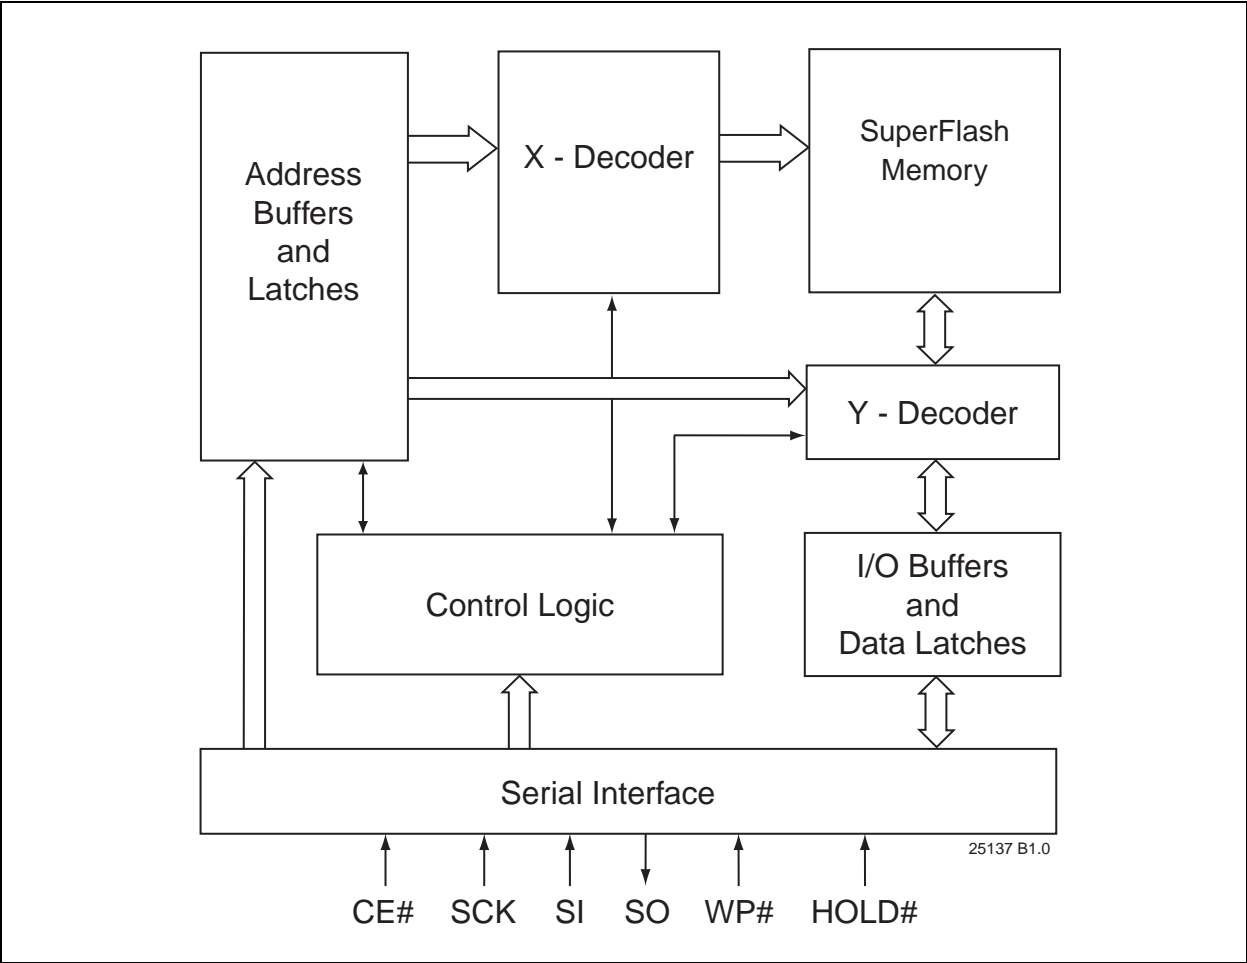 Address
Buffers
and
Latches
X - Decoder
SuperFlash
Memory
Y - Decoder
Control Logic
I/O Buffers
and
Data Latches
Serial Interface
25137 B1.0
CE# SCK SI SO WP# HOLD#